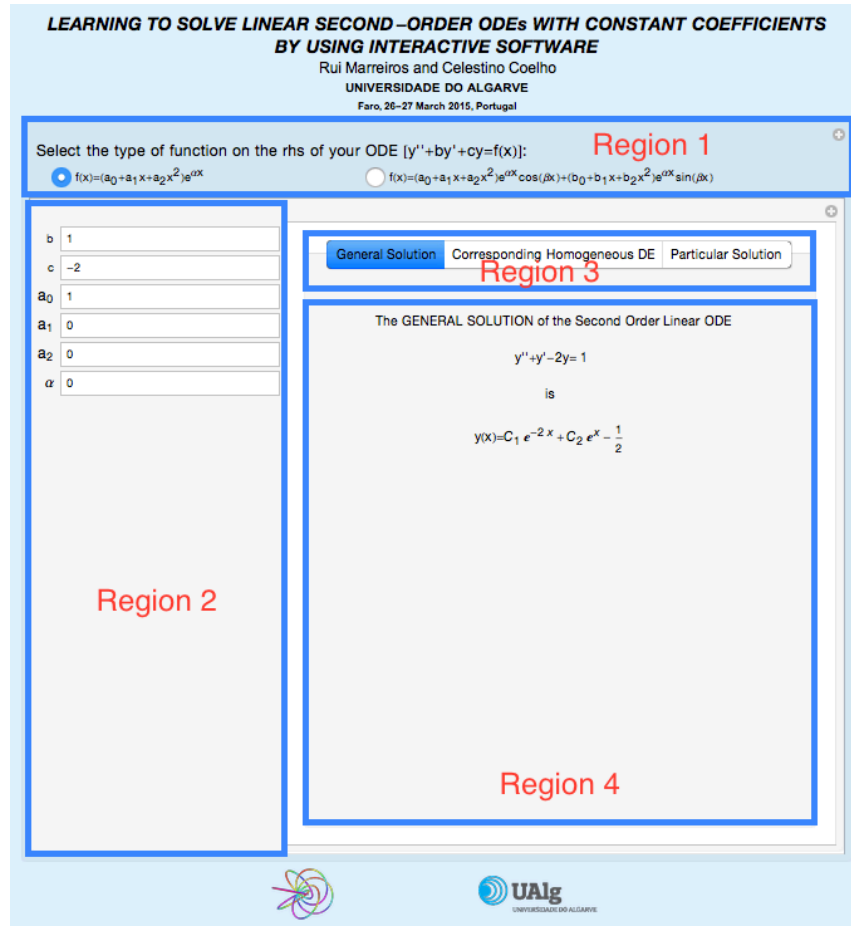 LEARNING TO SOLVE LINEAR SECOND–ORDER ODEs WITH CONSTANT COEFFICIENTS
BY USING INTERACTIVE SOFTWARE
Rui Marreiros and Celestino Coelho
UNIVERSIDADE DO ALGARVE
Faro, 26–27 March 2015, Portugal
Region 1
Select the type of function on the rhs of your ODE [y''+by'+cy=f(x)]:
f(x)=(a₀+a₁x+a₂x²)e^αx f(x)=(a₀+a₁x+a₂x²)e^αx cos(βx)+(b₀+b₁x+b₂x²)e^αx sin(βx)
b 1
c −2
a₀ 1
a₁ 0
a₂ 0
α 0
Region 2
General Solution Corresponding Homogeneous DE Particular Solution
Region 3
The GENERAL SOLUTION of the Second Order Linear ODE
y''+y'−2y= 1
is
y(x)=C₁ e^−2 x + C₂ e^x − 1/2
Region 4
UAlg
UNIVERSIDADE DO ALGARVE